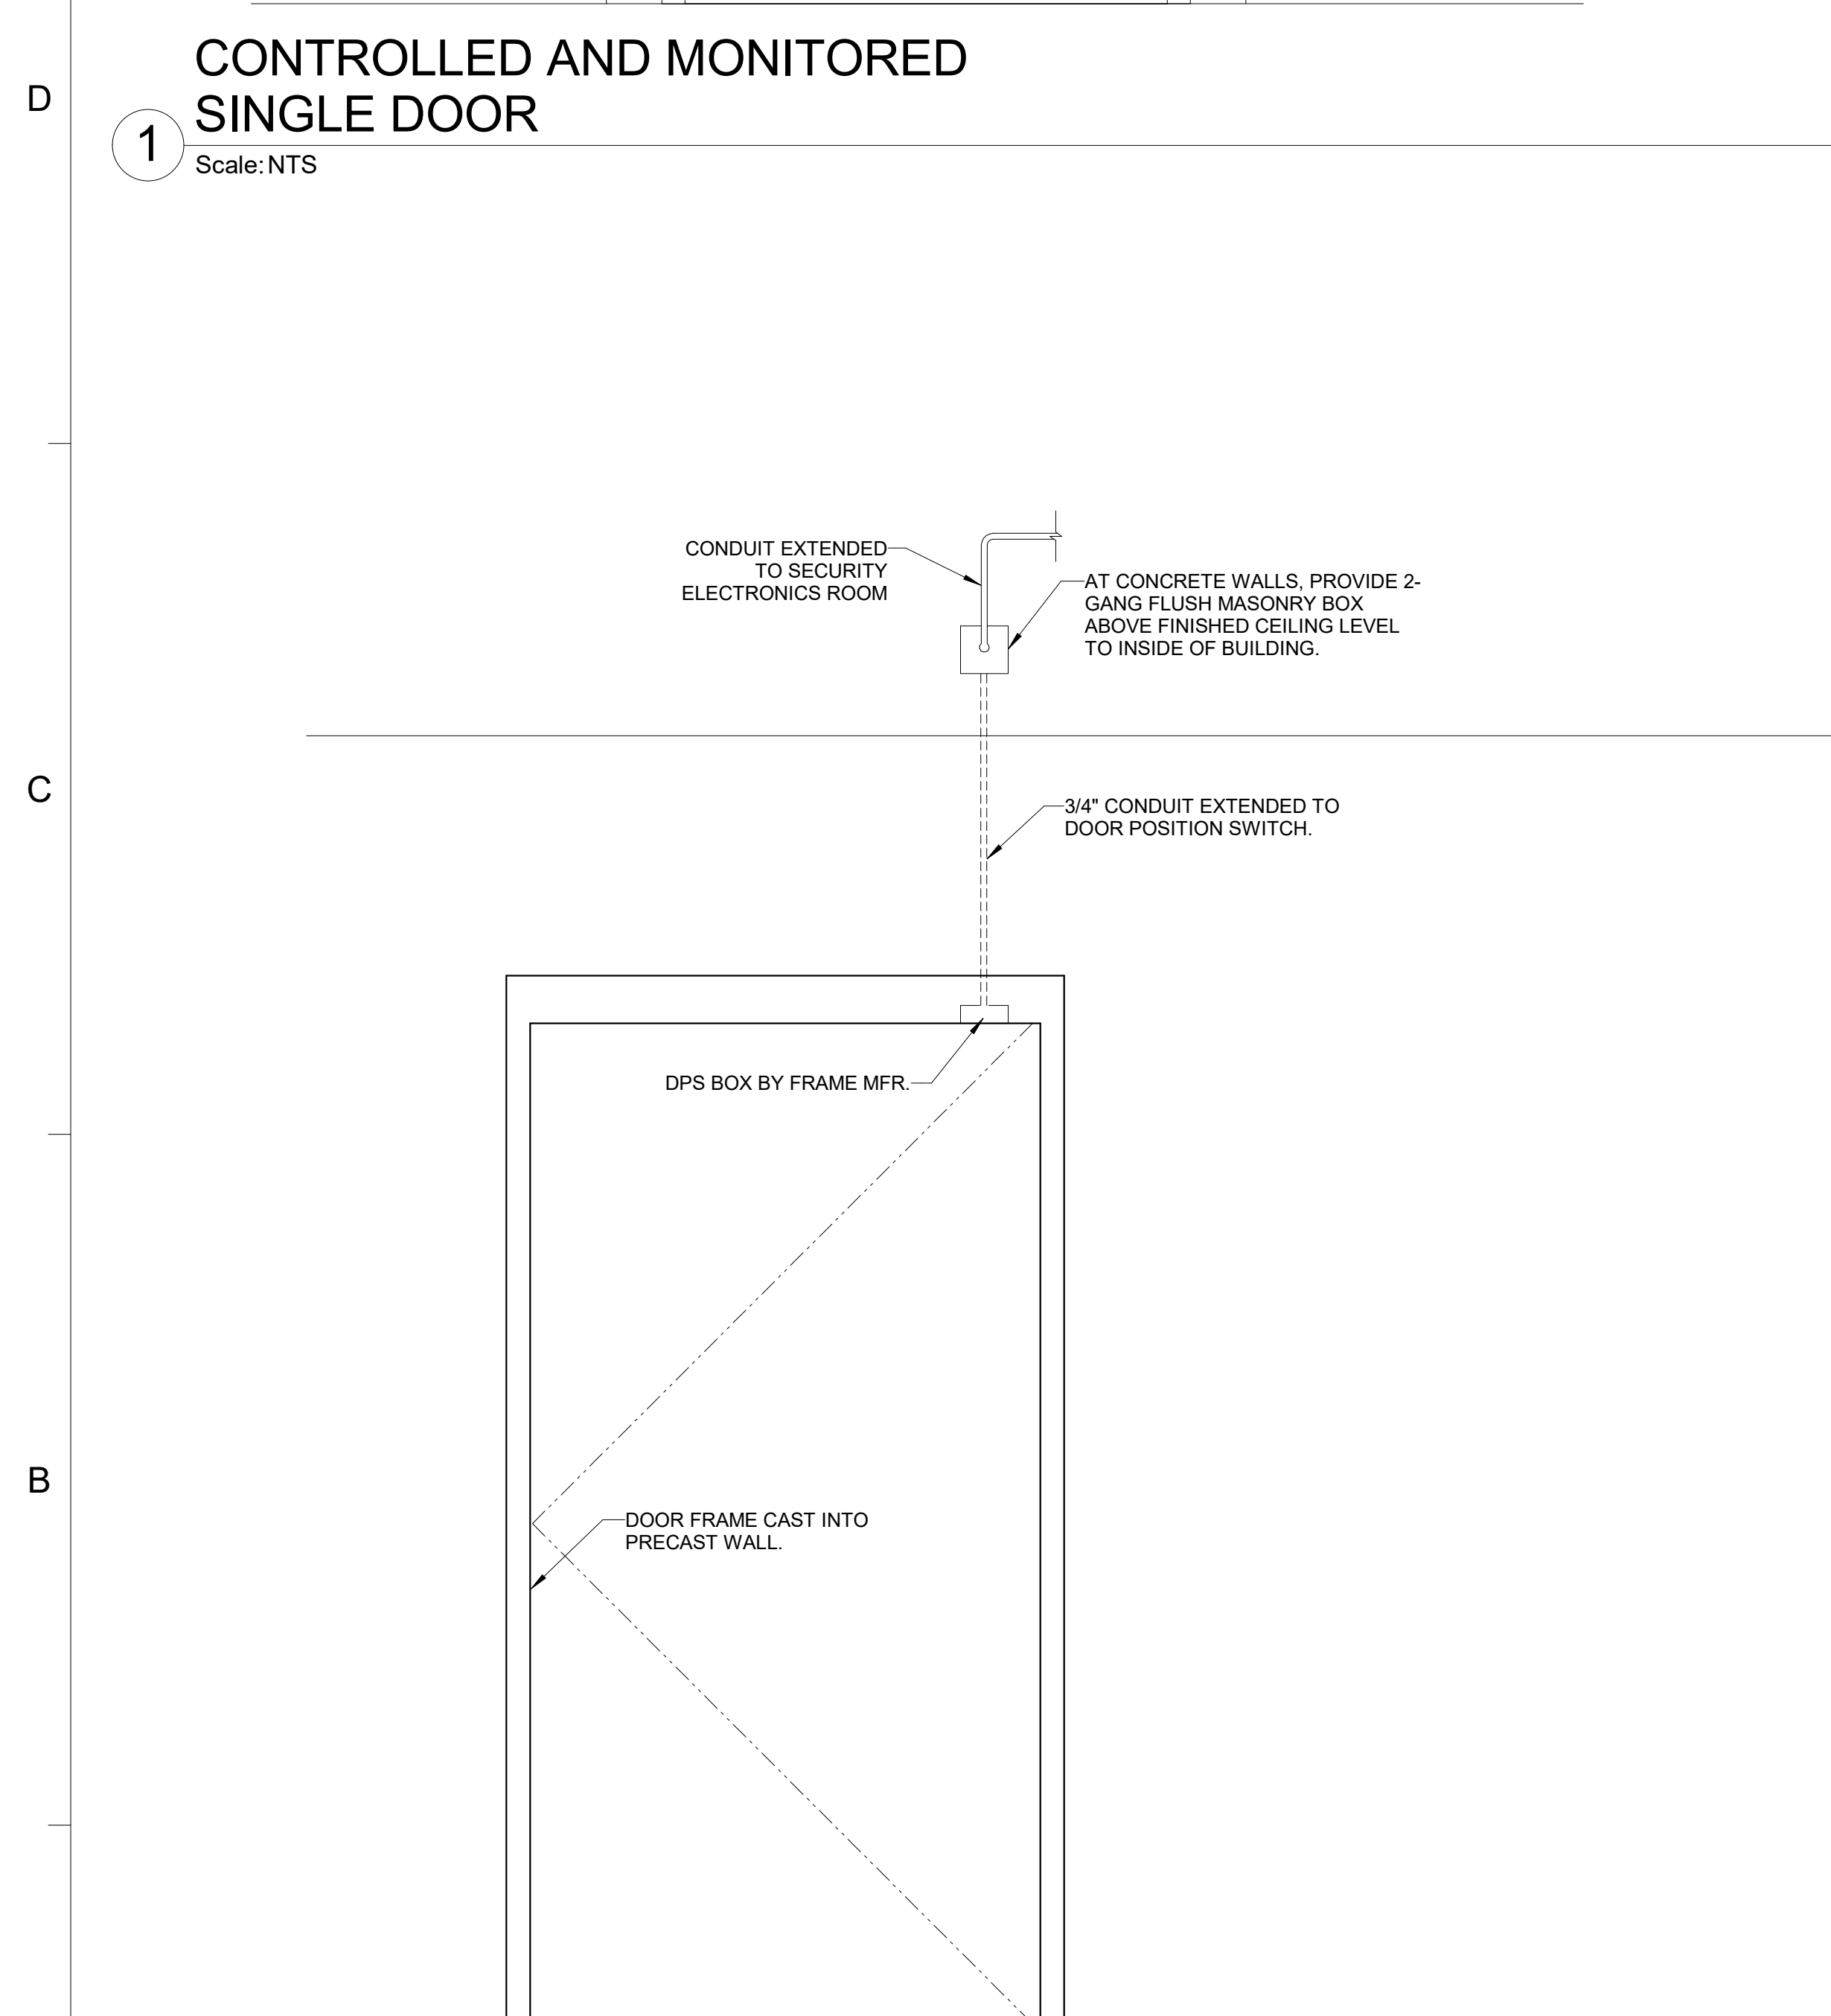 D
CONTROLLED AND MONITORED
SINGLE DOOR
1
Scale: NTS
CONDUIT EXTENDED
TO SECURITY
ELECTRONICS ROOM
AT CONCRETE WALLS, PROVIDE 2-
GANG FLUSH MASONRY BOX
ABOVE FINISHED CEILING LEVEL
TO INSIDE OF BUILDING.
C
3/4" CONDUIT EXTENDED TO
DOOR POSITION SWITCH.
DPS BOX BY FRAME MFR.
B
DOOR FRAME CAST INTO
PRECAST WALL.